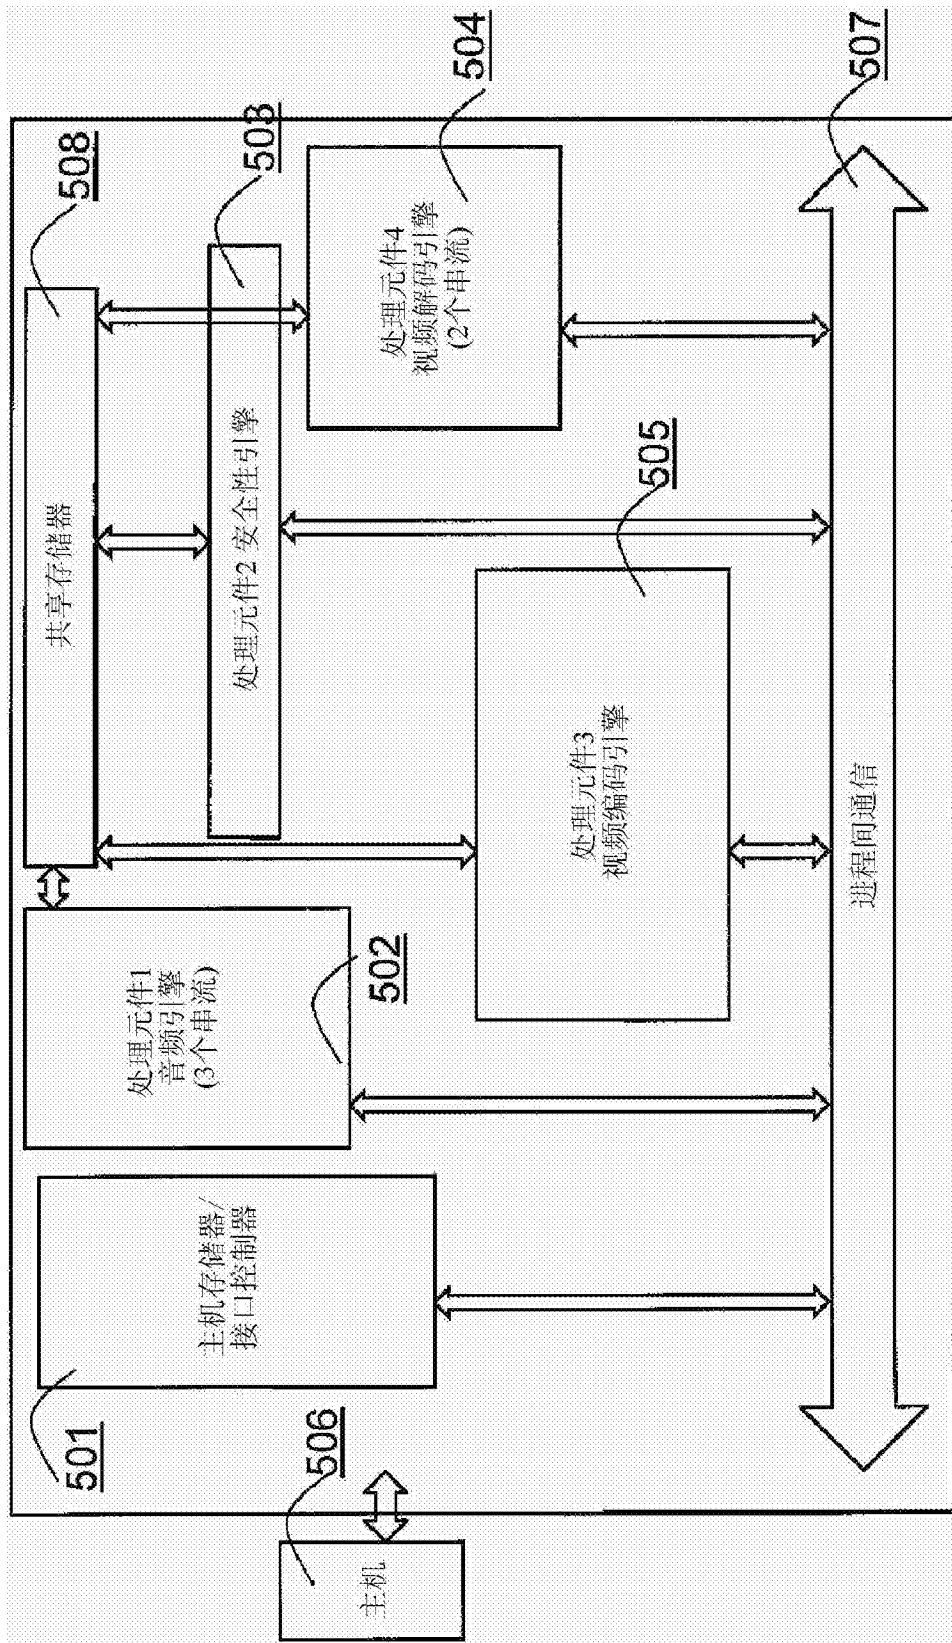 508
共享存储器
503
处理元件2 安全性引擎
504
处理元件4
视频解码引擎
(2个串流)
505
处理元件3
视频编码引擎
502
处理元件1
音频引擎
(3个串流)
501
主机存储器/
接口控制器
506
主机
507
进程间通信